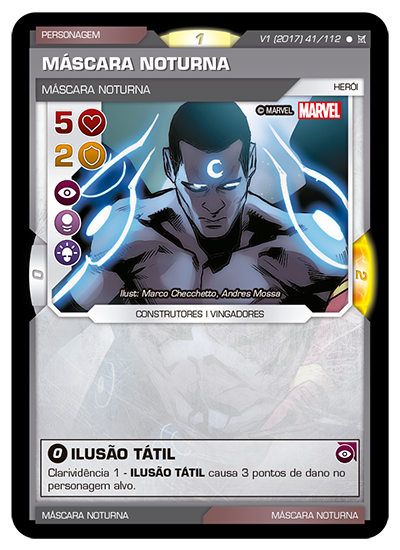 PERSONAGEM
1
V1 (2017) 41/112
MÁSCARA NOTURNA
MÁSCARA NOTURNA
HERÓI
© MARVEL MARVEL
5
2
0
2
Ilust: Marco Checchetto, Andres Mossa
CONSTRUTORES | VINGADORES
0 ILUSÃO TÁTIL
Clarividência 1 - ILUSÃO TÁTIL causa 3 pontos de dano no
personagem alvo.
MÁSCARA NOTURNA
MÁSCARA NOTURNA